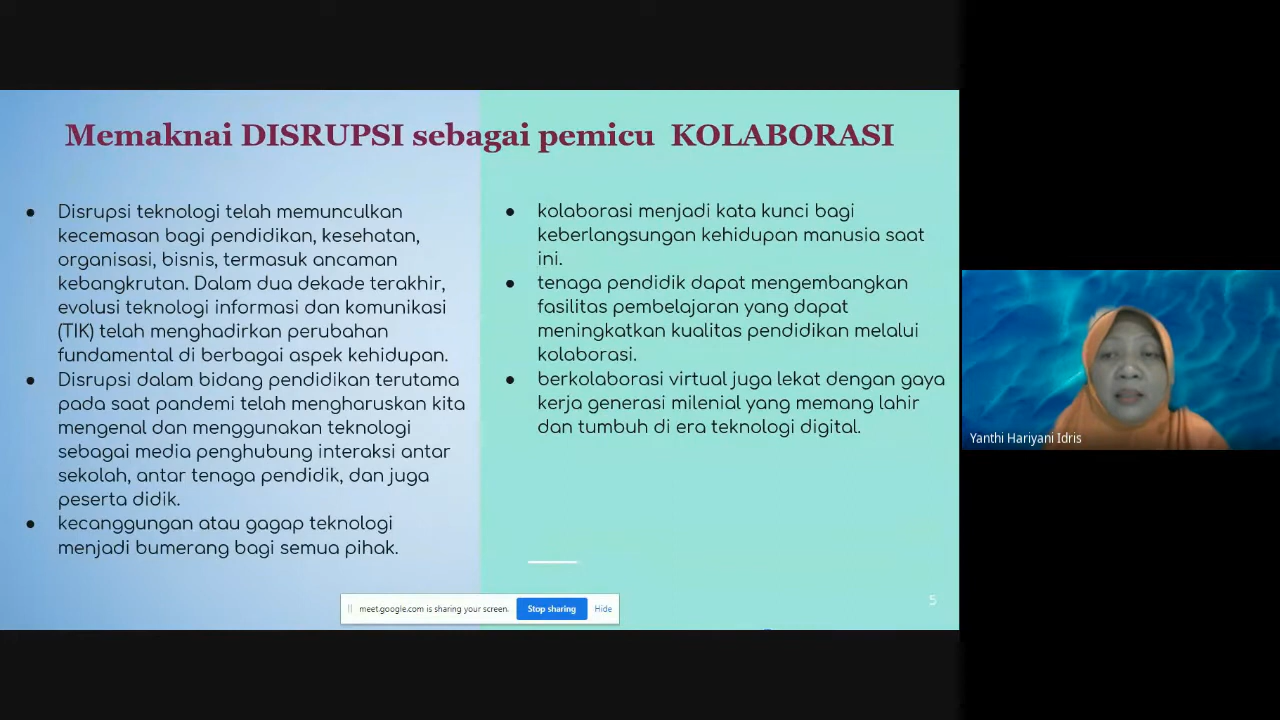 Memaknai DISRUPSI sebagai pemicu KOLABORASI
● Disrupsi teknologi telah memunculkan
kecemasan bagi pendidikan, kesehatan,
organisasi, bisnis, termasuk ancaman
kebangkrutan. Dalam dua dekade terakhir,
evolusi teknologi informasi dan komunikasi
(TIK) telah menghadirkan perubahan
fundamental di berbagai aspek kehidupan.
● Disrupsi dalam bidang pendidikan terutama
pada saat pandemi telah mengharuskan kita
mengenal dan menggunakan teknologi
sebagai media penghubung interaksi antar
sekolah, antar tenaga pendidik, dan juga
peserta didik.
● kecanggungan atau gagap teknologi
menjadi bumerang bagi semua pihak.
● kolaborasi menjadi kata kunci bagi
keberlangsungan kehidupan manusia saat
ini.
● tenaga pendidik dapat mengembangkan
fasilitas pembelajaran yang dapat
meningkatkan kualitas pendidikan melalui
kolaborasi.
● berkolaborasi virtual juga lekat dengan gaya
kerja generasi milenial yang memang lahir
dan tumbuh di era teknologi digital.
5
meet.google.com is sharing your screen. Stop sharing Hide
Yanthi Hariyani Idris